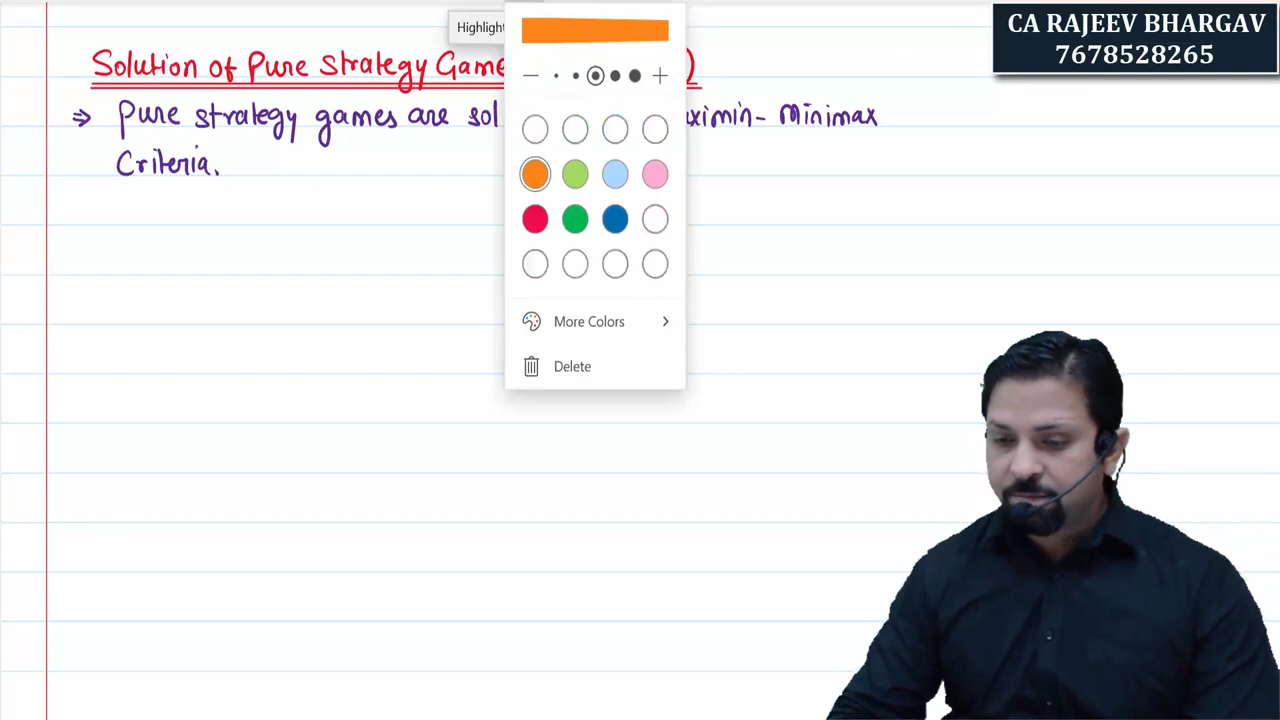 Highlight
CA RAJEEV BHARGAV
7678528265
Solution of Pure Strategy Game )
⇒ Pure strategy games are sol ximin- Minimax
Criteria.
More Colors
Delete